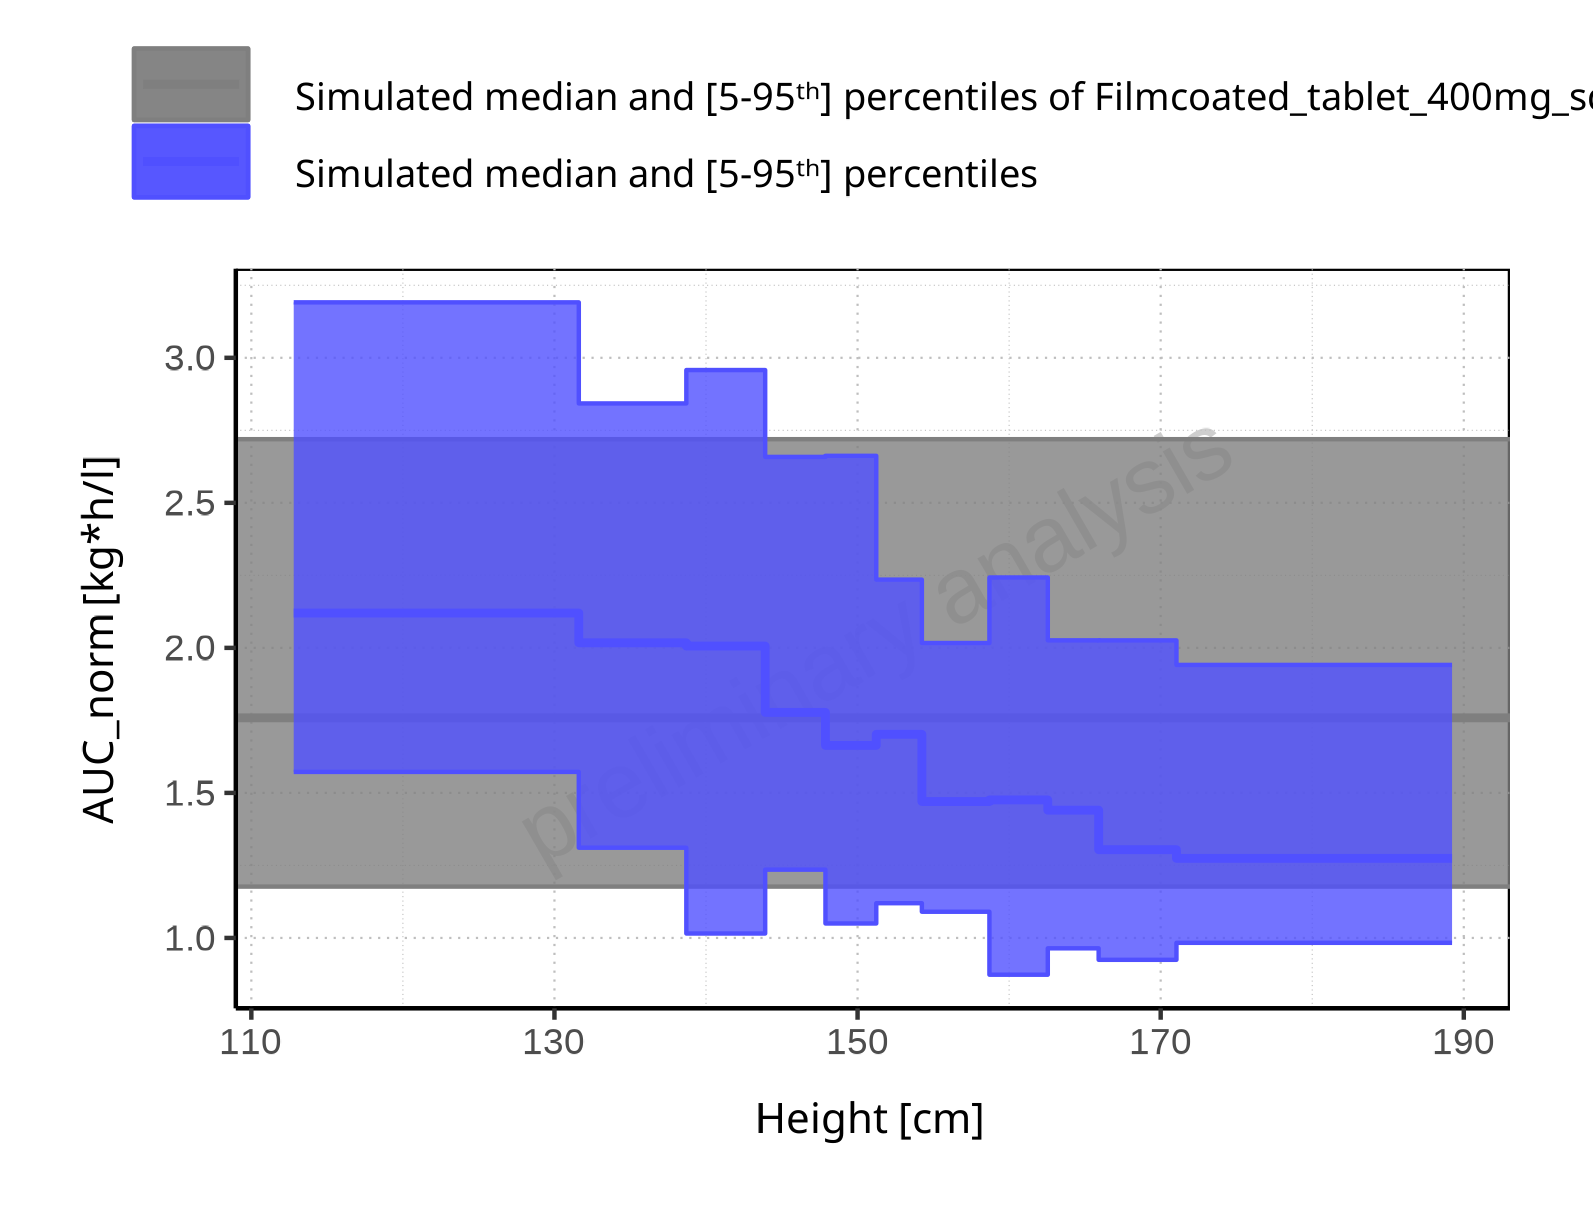 Simulated median and [5-95th] percentiles of Filmcoated_tablet_400mg_s
Simulated median and [5-95th] percentiles
AUC_norm [kg*h/l]
3.0
2.5
2.0
1.5
1.0
preliminary analysis
110 130 150 170 190
Height [cm]